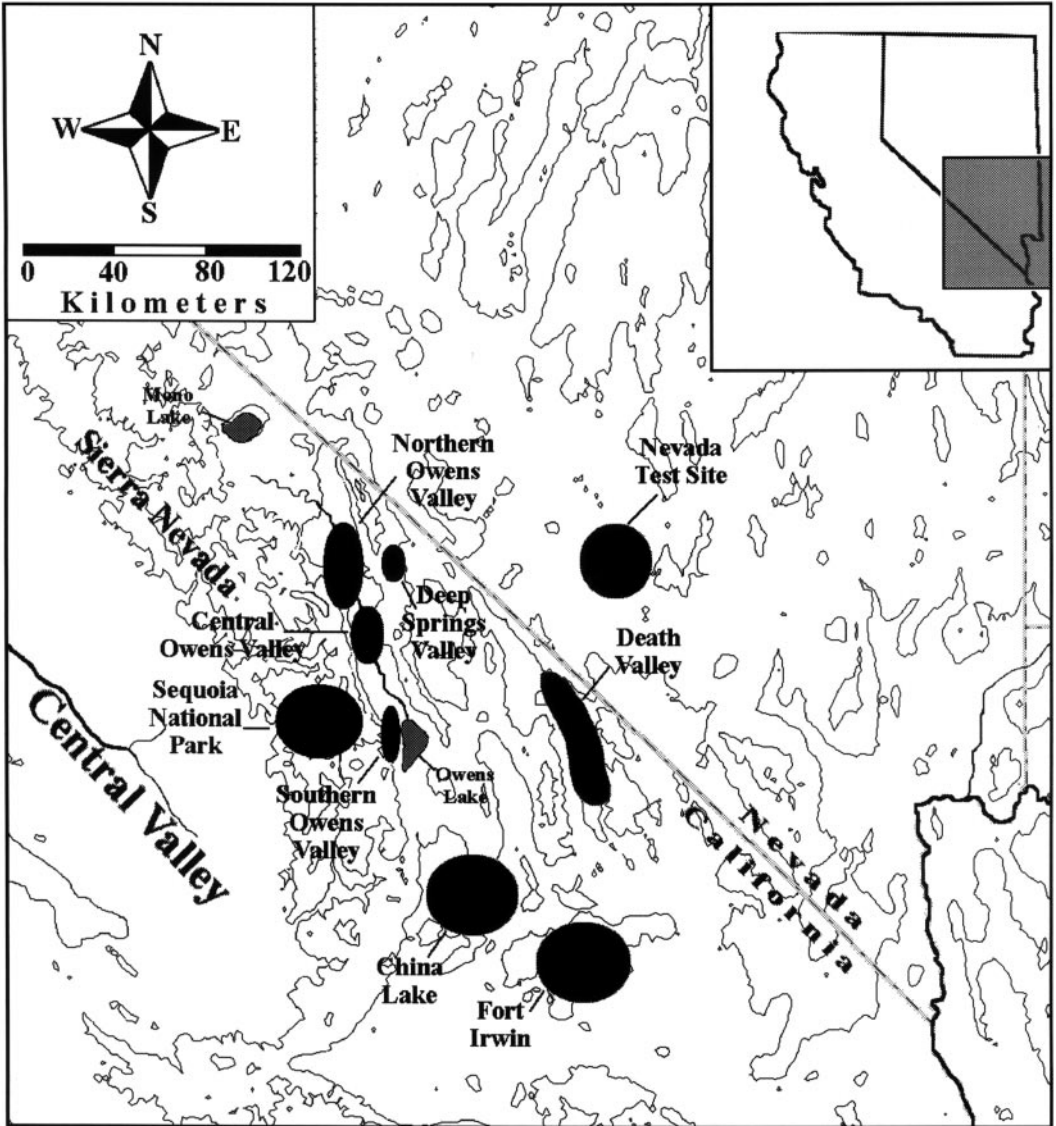 N
W E
S
0 40 80 120
Kilometers
Mono
Lake
Sierra Nevada
Northern
Owens
Valley
Nevada
Test Site
Deep
Springs
Valley
Central
Owens Valley
Death
Valley
Sequoia
National
Park
Central Valley
Owens
Lake
Southern
Owens
Valley
Nevada
California
China
Lake
Fort
Irwin